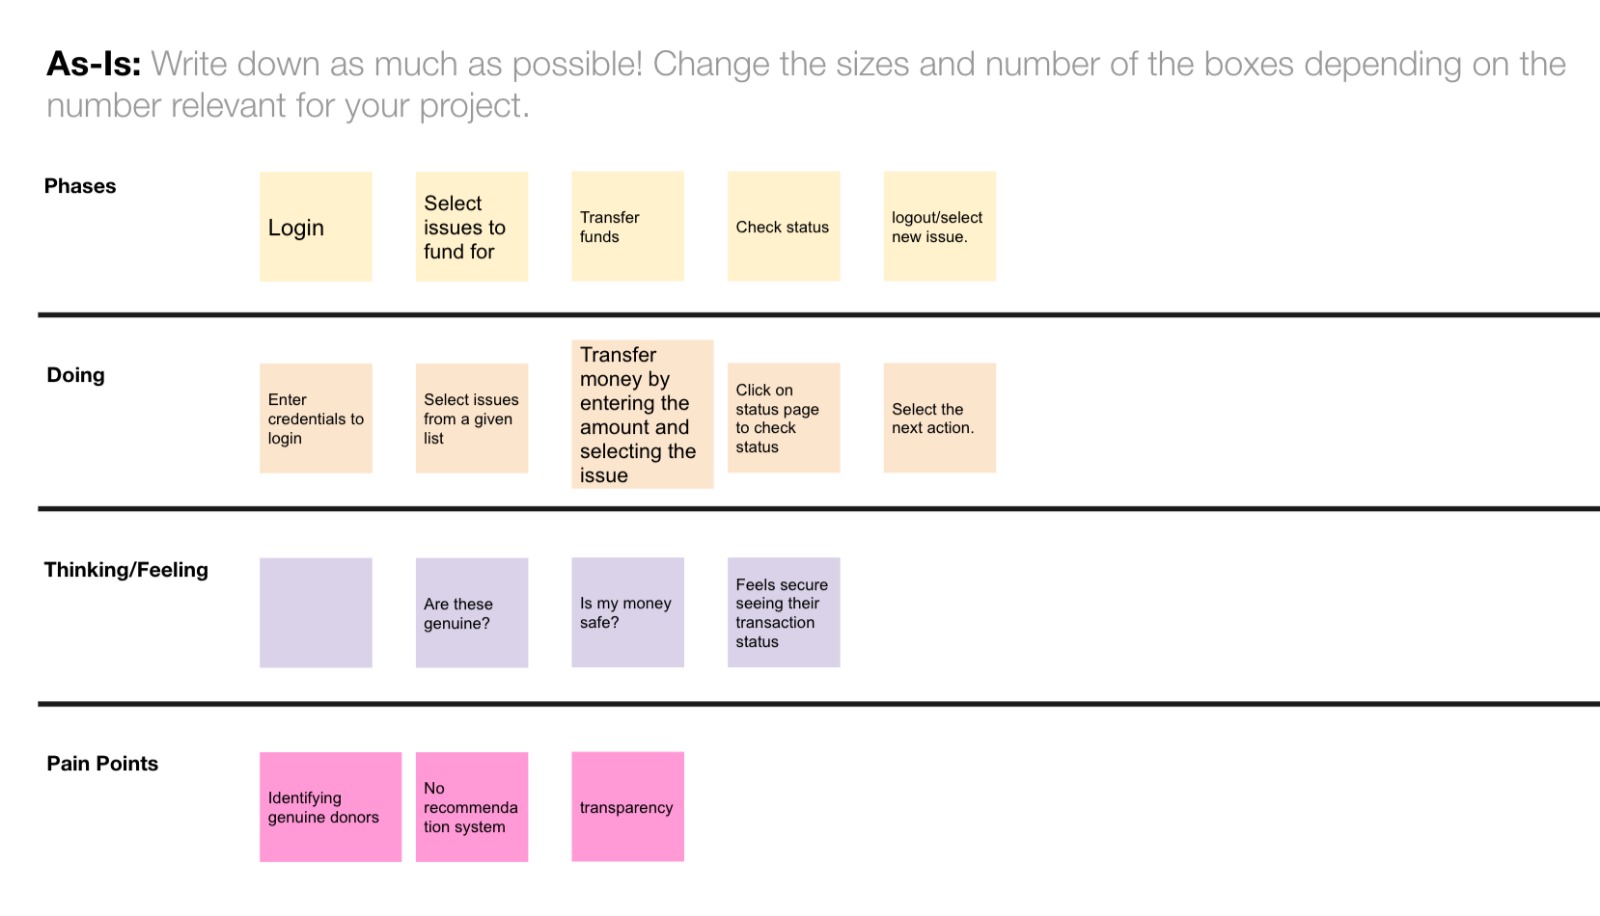 As-Is: Write down as much as possible! Change the sizes and number of the boxes depending on the
number relevant for your project.
Phases
Login
Select
issues to
fund for
Transfer
funds
Check status
logout/select
new issue.
Doing
Enter
credentials to
login
Select issues
from a given
list
Transfer
money by
entering the
amount and
selecting the
issue
Click on
status page
to check
status
Select the
next action.
Thinking/Feeling
Are these
genuine?
Is my money
safe?
Feels secure
seeing their
transaction
status
Pain Points
Identifying
genuine donors
No
recommenda
tion system
transparency